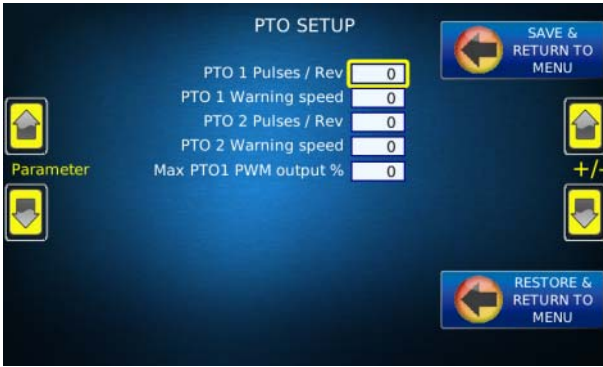 PTO SETUP
SAVE &
RETURN TO
MENU
PTO 1 Pulses / Rev 0
PTO 1 Warning speed 0
PTO 2 Pulses / Rev 0
PTO 2 Warning speed 0
Max PTO1 PWM output % 0
Parameter
+/-
RESTORE &
RETURN TO
MENU